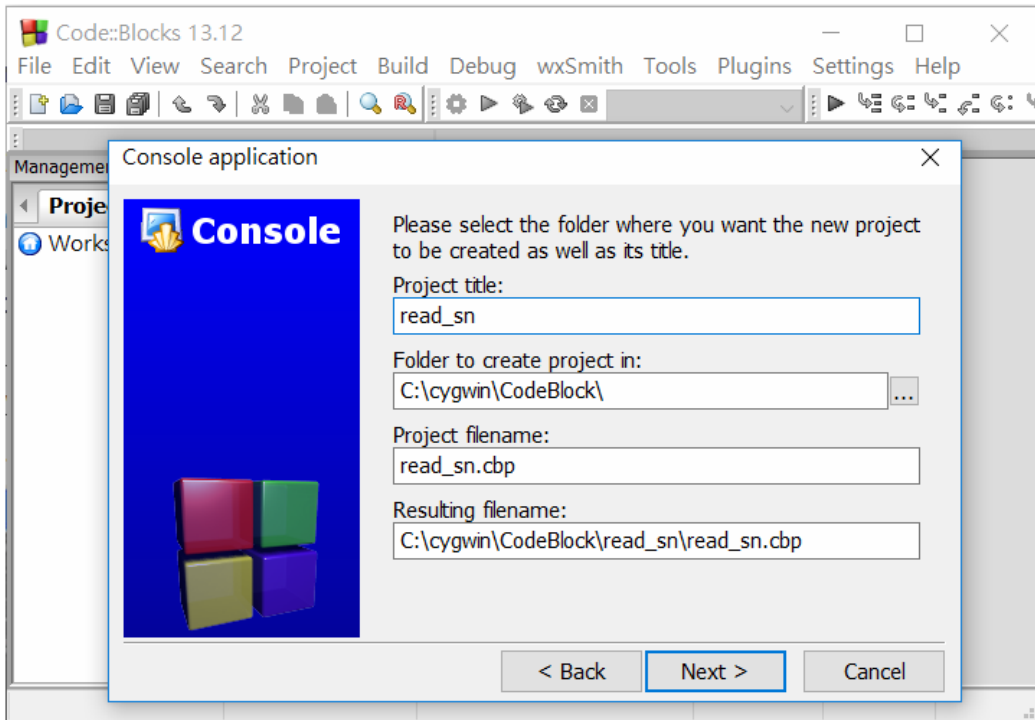 Code::Blocks 13.12
File Edit View Search Project Build Debug wxSmith Tools Plugins Settings Help
Console application
Console
Please select the folder where you want the new project
to be created as well as its title.
Project title:
read_sn
Folder to create project in:
C:\cygwin\CodeBlock\
...
Project filename:
read_sn.cbp
Resulting filename:
C:\cygwin\CodeBlock\read_sn\read_sn.cbp
< Back Next > Cancel
Managemen
Proje
Works